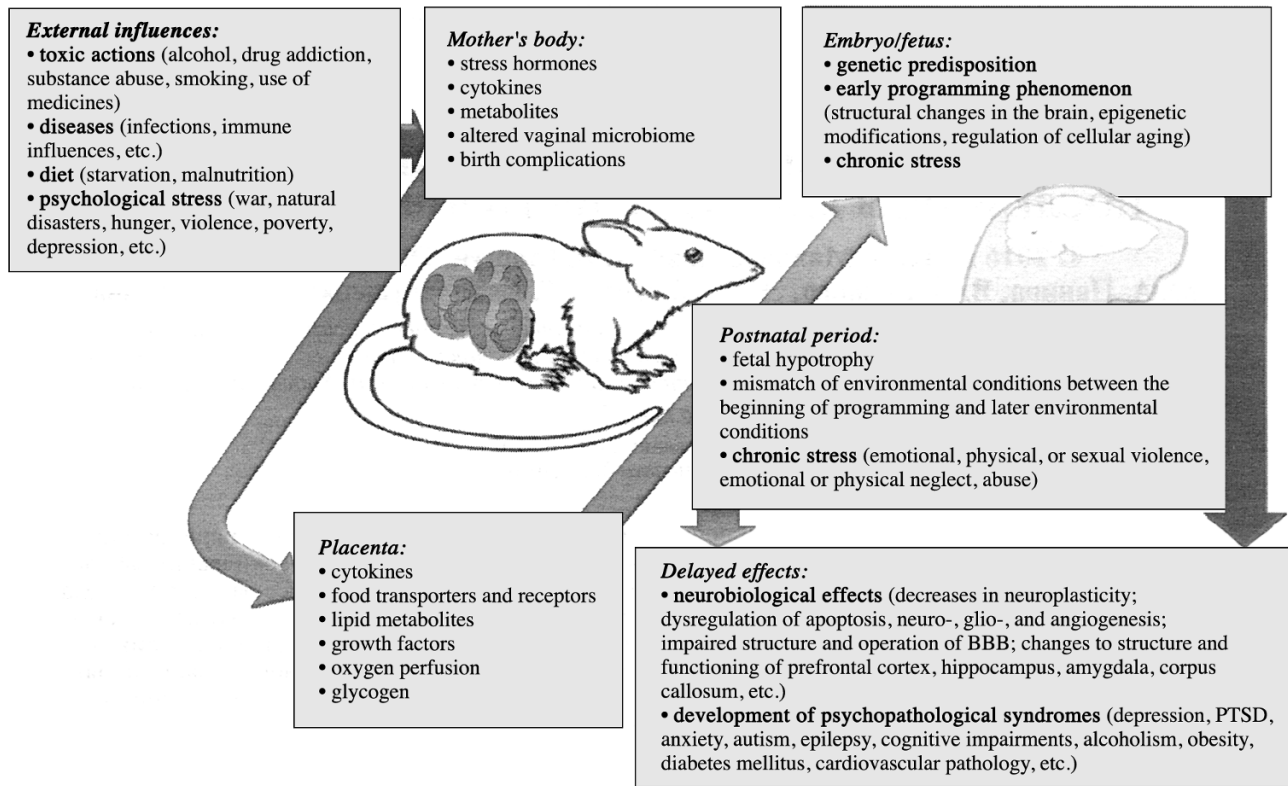 External influences:
• toxic actions (alcohol, drug addiction,
substance abuse, smoking, use of
medicines)
• diseases (infections, immune
influences, etc.)
• diet (starvation, malnutrition)
• psychological stress (war, natural
disasters, hunger, violence, poverty,
depression, etc.)
Mother's body:
• stress hormones
• cytokines
• metabolites
• altered vaginal microbiome
• birth complications
Embryo/fetus:
• genetic predisposition
• early programming phenomenon
(structural changes in the brain, epigenetic
modifications, regulation of cellular aging)
• chronic stress
Postnatal period:
• fetal hypotrophy
• mismatch of environmental conditions between the
beginning of programming and later environmental
conditions
• chronic stress (emotional, physical, or sexual violence,
emotional or physical neglect, abuse)
Placenta:
• cytokines
• food transporters and receptors
• lipid metabolites
• growth factors
• oxygen perfusion
• glycogen
Delayed effects:
• neurobiological effects (decreases in neuroplasticity;
dysregulation of apoptosis, neuro-, glio-, and angiogenesis;
impaired structure and operation of BBB; changes to structure and
functioning of prefrontal cortex, hippocampus, amygdala, corpus
callosum, etc.)
• development of psychopathological syndromes (depression, PTSD,
anxiety, autism, epilepsy, cognitive impairments, alcoholism, obesity,
diabetes mellitus, cardiovascular pathology, etc.)